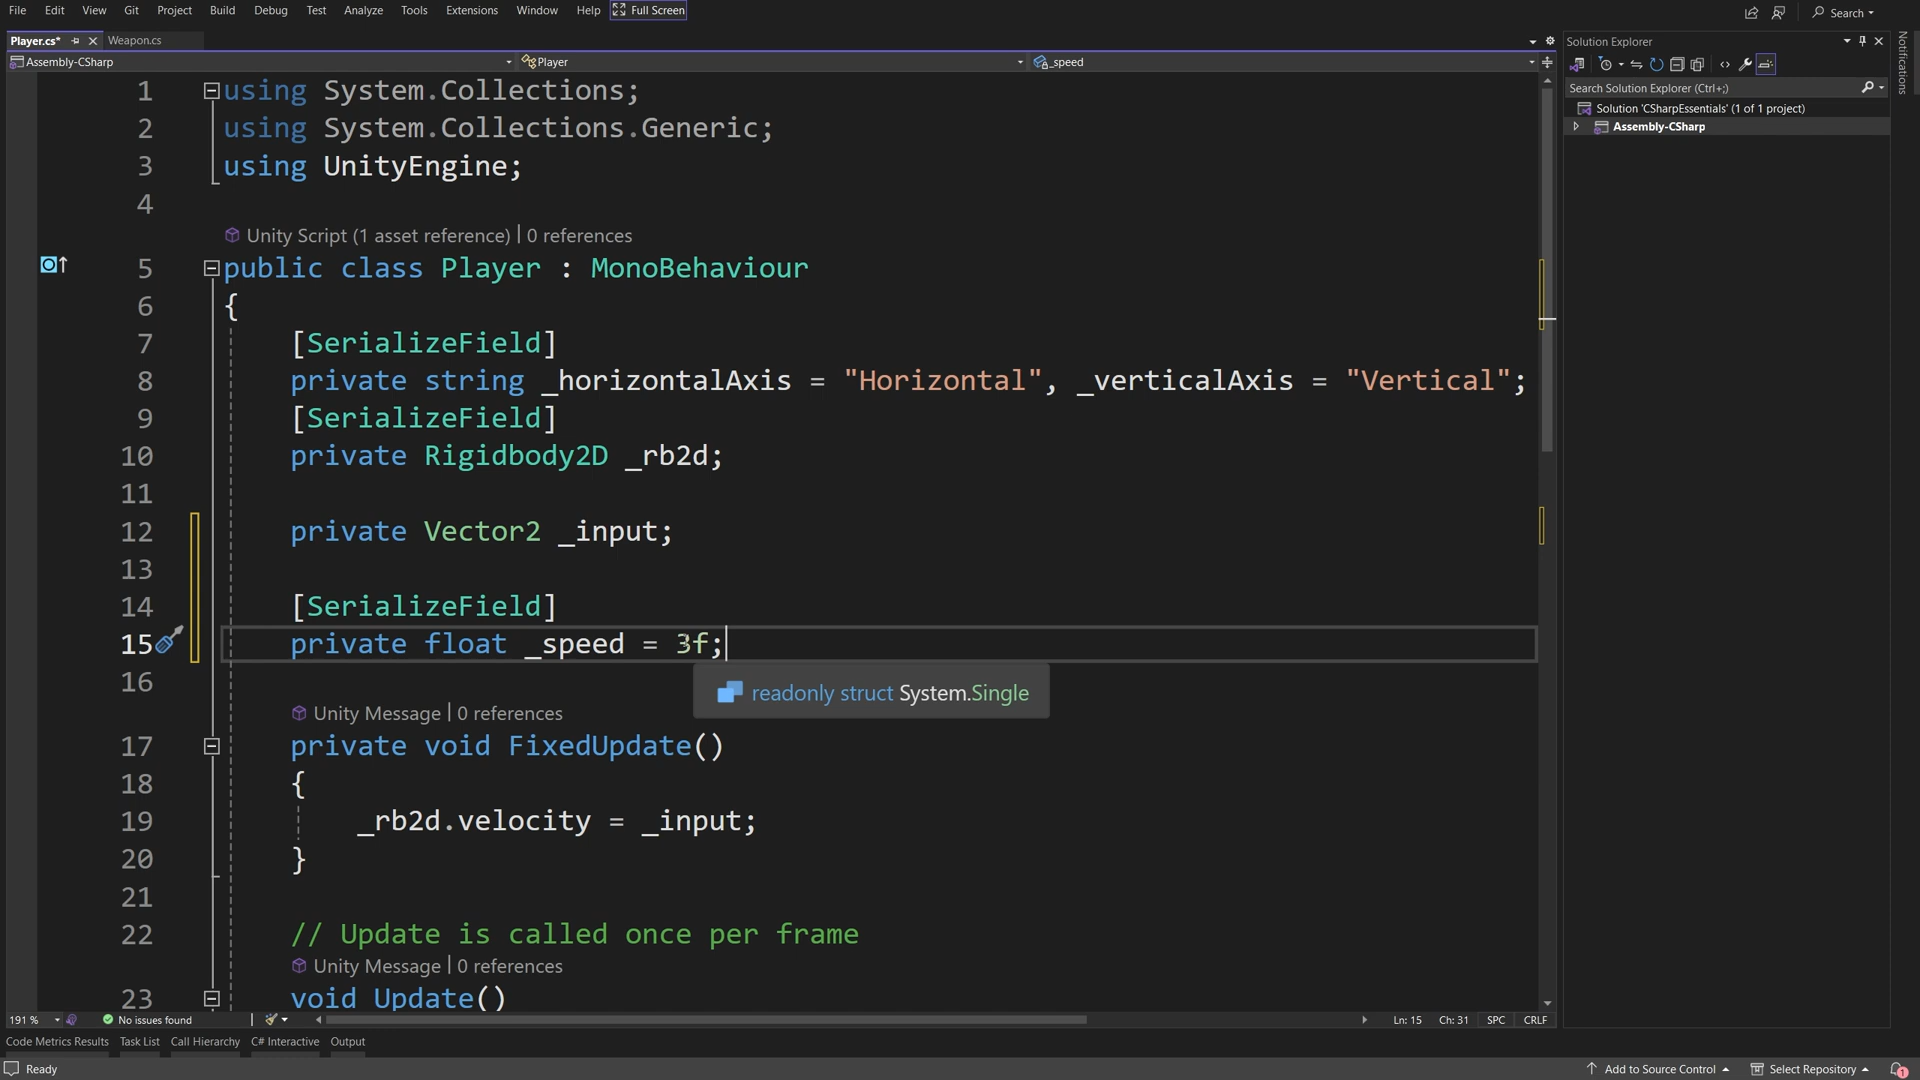 File Edit View Git Project Build Debug Test Analyze Tools Extensions Window Help Full Screen Search
Player.cs* Weapon.cs
Assembly-CSharp Player _speed
1 using System.Collections;
2 using System.Collections.Generic;
3 using UnityEngine;
4
Unity Script (1 asset reference) | 0 references
5 public class Player : MonoBehaviour
6 {
7 [SerializeField]
8 private string _horizontalAxis = "Horizontal", _verticalAxis = "Vertical";
9 [SerializeField]
10 private Rigidbody2D _rb2d;
11
12 private Vector2 _input;
13
14 [SerializeField]
15 private float _speed = 3f;
readonly struct System.Single
16
Unity Message | 0 references
17 private void FixedUpdate()
18 {
19 _rb2d.velocity = _input;
20 }
21
22 // Update is called once per frame
Unity Message | 0 references
23 void Update()
191 % No issues found Ln: 15 Ch: 31 SPC CRLF
Code Metrics Results Task List Call Hierarchy C# Interactive Output
Ready Add to Source Control Select Repository 1
Solution Explorer
Search Solution Explorer (Ctrl+;)
Solution 'CSharpEssentials' (1 of 1 project)
Assembly-CSharp
Notifications